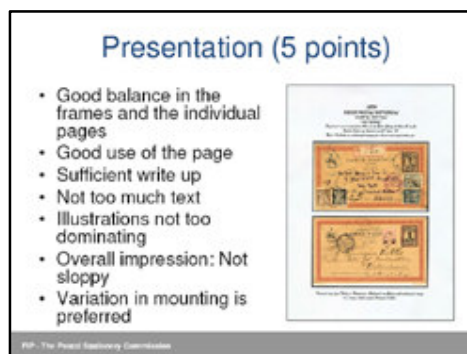 Presentation (5 points)
• Good balance in the
frames and the individual
pages
• Good use of the page
• Sufficient write up
• Not too much text
• Illustrations not too
dominating
• Overall impression: Not
sloppy
• Variation in mounting is
preferred
FIP - The Postal Stationery Commission